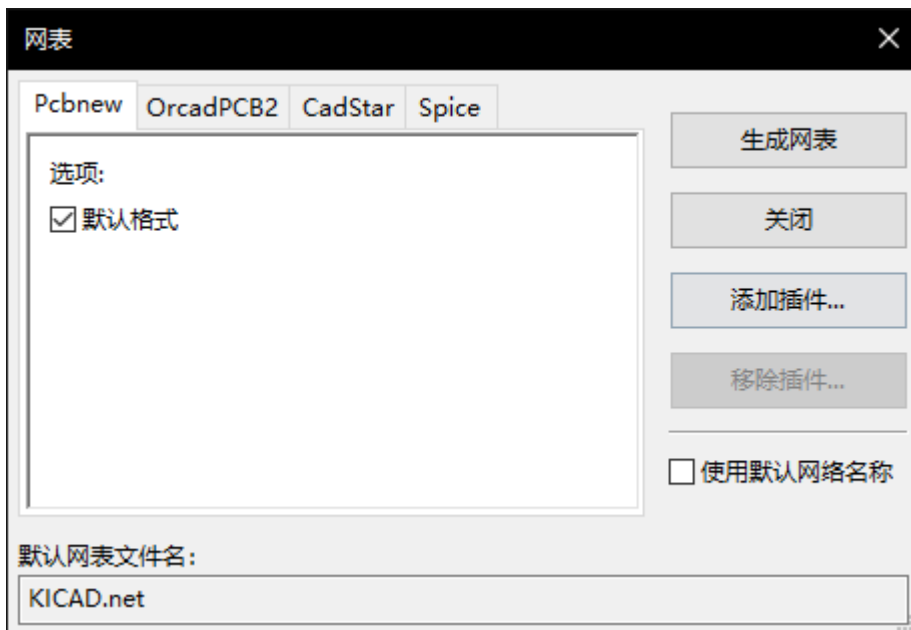 网表
Pcbnew
OrcadPCB2
CadStar
Spice
选项:
默认格式
生成网表
关闭
添加插件...
移除插件...
使用默认网络名称
默认网表文件名:
KICAD.net